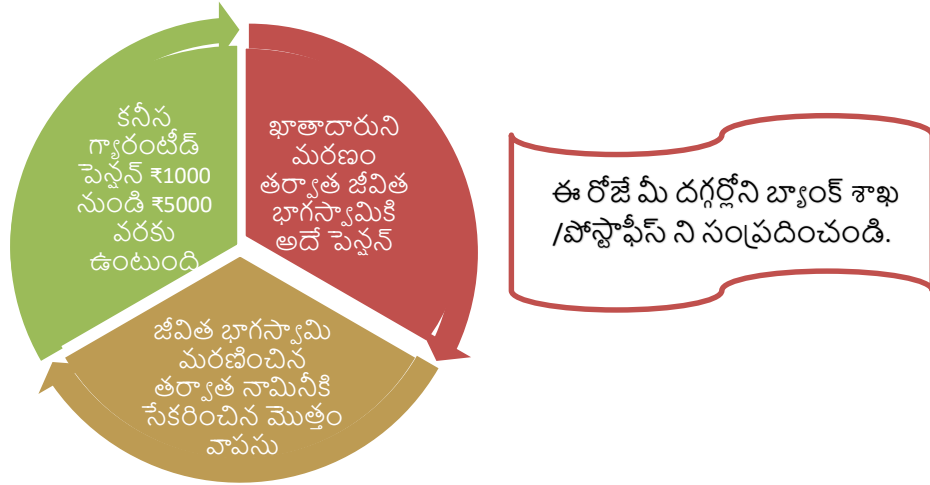 కనీస
గ్యారంటీడ్
పెన్షన్ ₹1000
నుండి ₹5000
వరకు
ఉంటుంది
ఖాతాదారుని
మరణం
తర్వాత జీవిత
భాగస్వామికి
అదే పెన్షన్
జీవిత భాగస్వామి
మరణించిన
తర్వాత నామినీకి
సేకరించిన మొత్తం
వాపసు
ఈ రోజే మీ దగ్గర్లోని బ్యాంక్ శాఖ
/పోస్టాఫీస్ ని సంప్రదించండి.